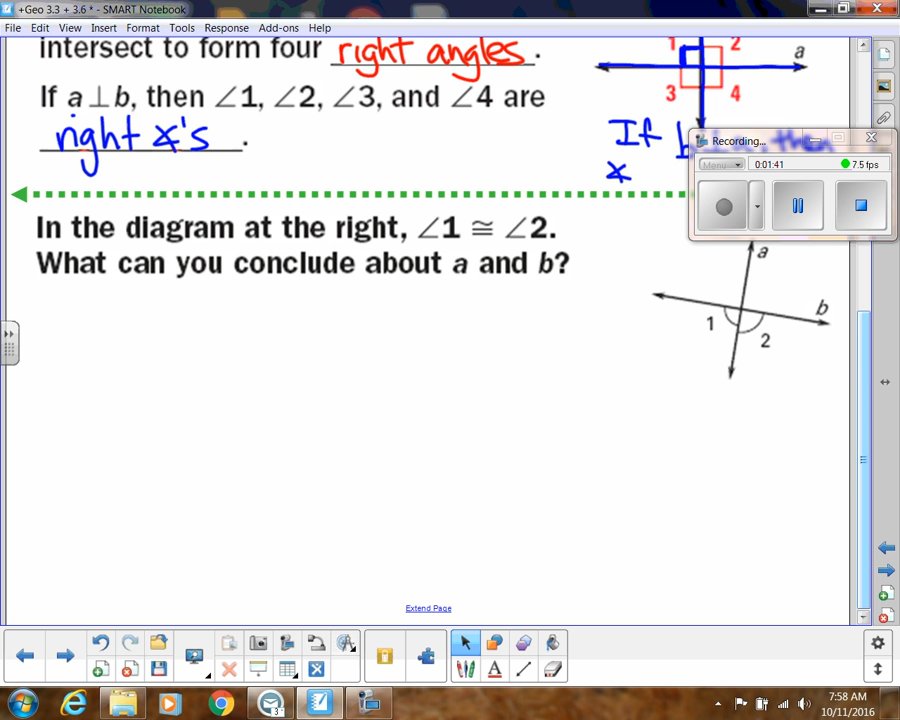 +Geo 3.3 + 3.6 * - SMART Notebook
File Edit View Insert Format Tools Response Add-ons Help
intersect to form four right angles.
1 2 a
If a ⊥ b, then ∠1, ∠2, ∠3, and ∠4 are
3 4
right ∡'s.
If
∡
Recording...
Menu 0:01:41 7.5 fps
In the diagram at the right, ∠1 ≅ ∠2.
What can you conclude about a and b?
a
b
1
2
Extend Page
3
7:58 AM
10/11/2016